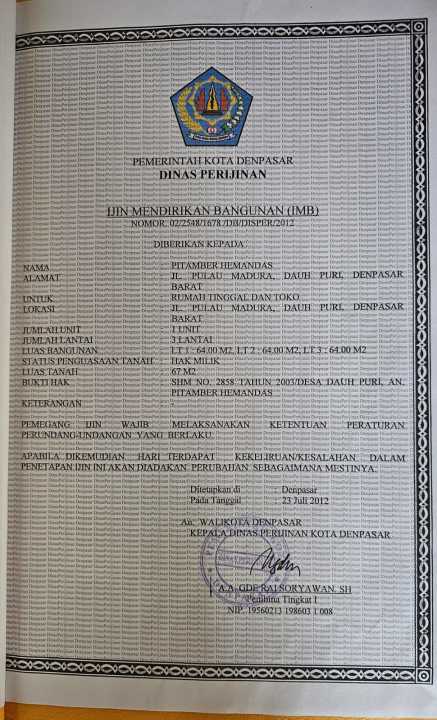 PEMERINTAH KOTA DENPASAR
DINAS PERIJINAN
IJIN MENDIRIKAN BANGUNAN (IMB)
NOMOR. 02/2548/1678 /DB/DISPER/2012
DIBERIKAN KEPADA
NAMA : PITAMBER HEMANDAS
ALAMAT : JL. PULAU MADURA, DAUH PURI, DENPASAR
BARAT
UNTUK : RUMAH TINGGAL DAN TOKO
LOKASI : JL. PULAU MADURA, DAUH PURI, DENPASAR
BARAT
JUMLAH UNIT : 1 UNIT
JUMLAH LANTAI : 3 LANTAI
LUAS BANGUNAN : LT 1 : 64.00 M2, LT 2 : 64.00 M2, LT 3 : 64.00 M2
STATUS PENGUASAAN TANAH : HAK MILIK
LUAS TANAH : 67 M2
BUKTI HAK : SHM NO. 2858 TAHUN 2003/DESA DAUH PURI, AN.
PITAMBER HEMANDAS
KETERANGAN : -
PEMEGANG IJIN WAJIB MELAKSANAKAN KETENTUAN PERATURAN
PERUNDANG-UNDANGAN YANG BERLAKU.
APABILA DIKEMUDIAN HARI TERDAPAT KEKELIRUAN/KESALAHAN DALAM
PENETAPAN IJIN INI AKAN DIADAKAN PERUBAHAN SEBAGAIMANA MESTINYA.
Ditetapkan di : Denpasar
Pada Tanggal : 23 Juli 2012
An. WALIKOTA DENPASAR
KEPALA DINAS PERIJINAN KOTA DENPASAR
A.A. GDE RAI SORYAWAN, SH
Pembina Tingkat I
NIP. 19560213 198603 1 008